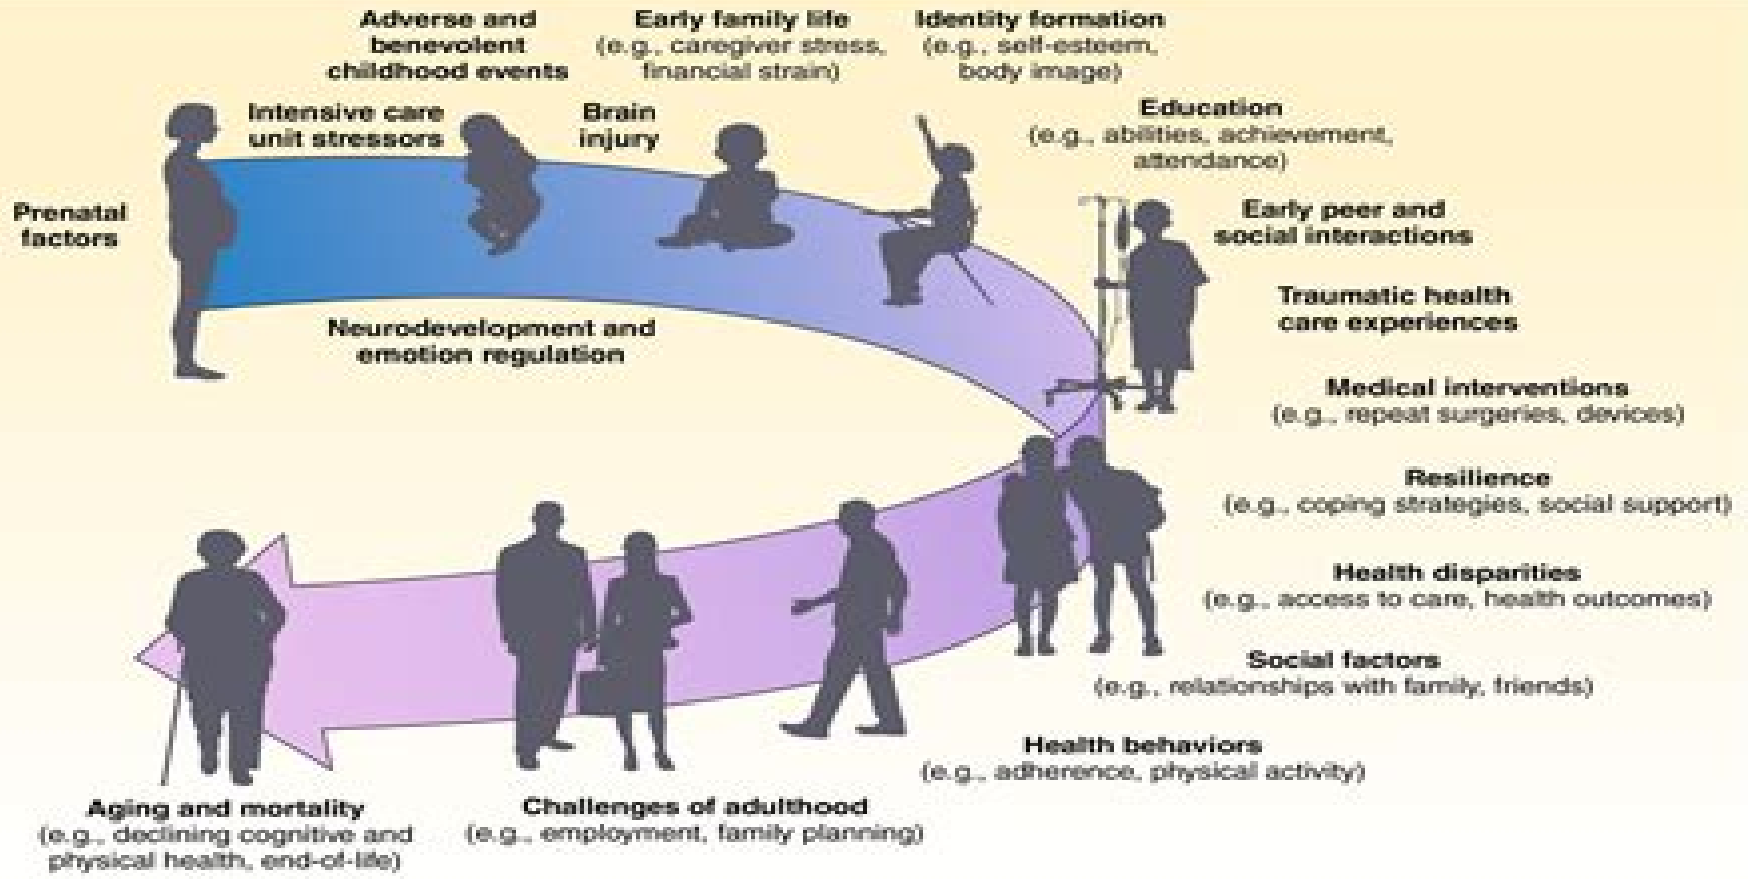 Adverse and
benevolent
childhood events
Early family life
(e.g., caregiver stress,
financial strain)
Identity formation
(e.g., self-esteem,
body image)
Intensive care
unit stressors
Brain
injury
Education
(e.g., abilities, achievement,
attendance)
Prenatal
factors
Early peer and
social interactions
Traumatic health
care experiences
Neurodevelopment and
emotion regulation
Medical interventions
(e.g., repeat surgeries, devices)
Resilience
(e.g., coping strategies, social support)
Health disparities
(e.g., access to care, health outcomes)
Social factors
(e.g., relationships with family, friends)
Health behaviors
(e.g., adherence, physical activity)
Challenges of adulthood
(e.g., employment, family planning)
Aging and mortality
(e.g., declining cognitive and
physical health, end-of-life)